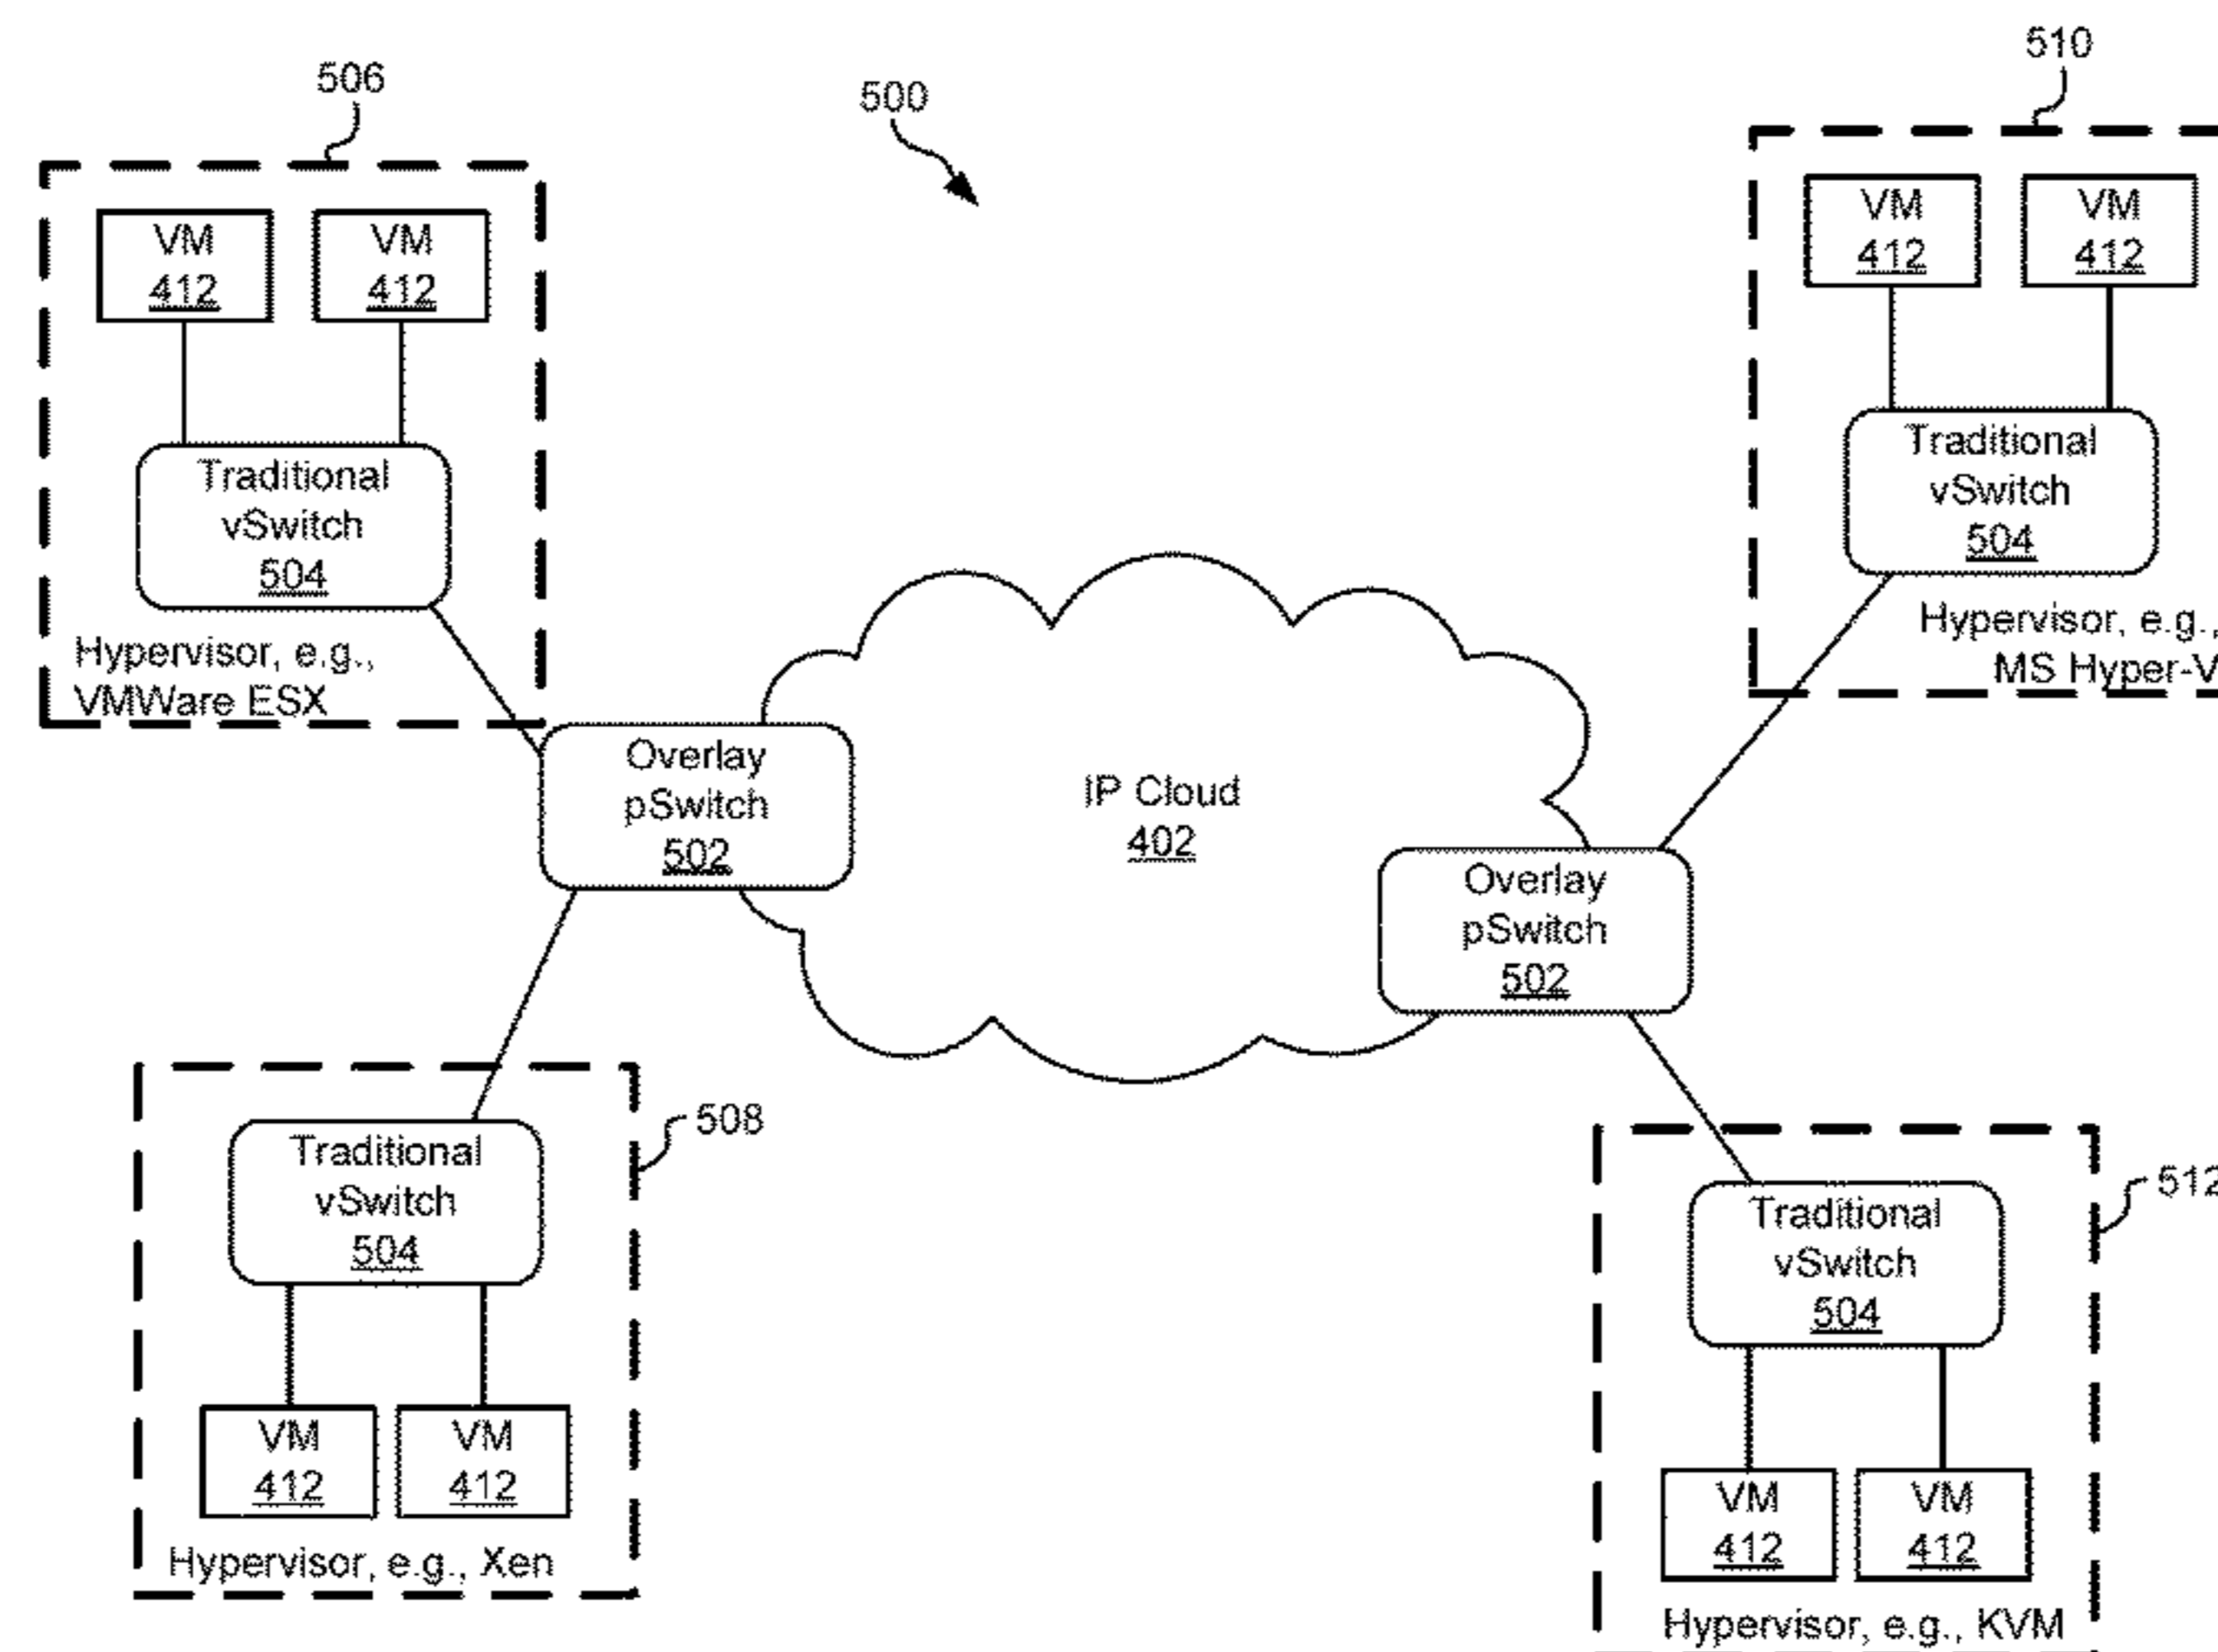 506
500
510
VM
412
VM
412
VM
412
VM
412
Traditional
vSwitch
504
Traditional
vSwitch
504
Hypervisor, e.g.,
VMWare ESX
Hypervisor, e.g.,
MS Hyper-V
Overlay
pSwitch
502
IP Cloud
402
Overlay
pSwitch
502
508
Traditional
vSwitch
504
512
Traditional
vSwitch
504
VM
412
VM
412
VM
412
VM
412
Hypervisor, e.g., Xen
Hypervisor, e.g., KVM